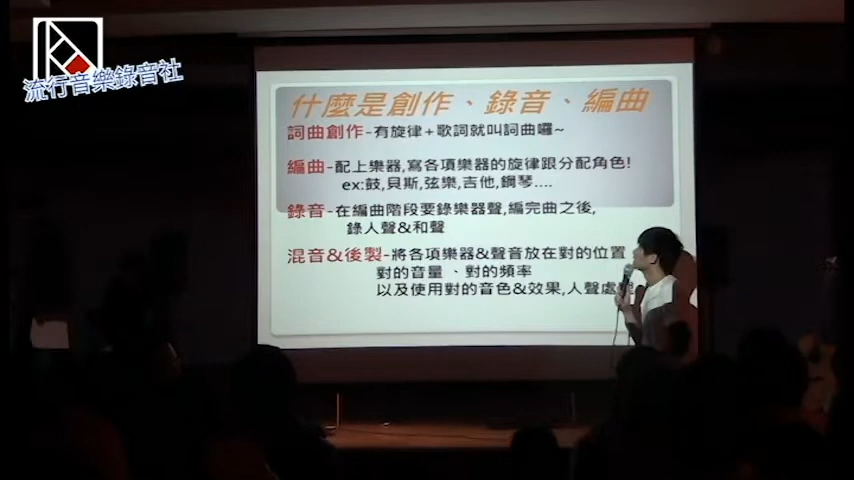 流行音樂錄音社
什麼是創作、錄音、編曲
詞曲創作-有旋律+歌詞就叫詞曲囉~
編曲-配上樂器,寫各項樂器的旋律跟分配角色!
ex:鼓,貝斯,弦樂,吉他,鋼琴....
錄音-在編曲階段要錄樂器聲,編完曲之後,
錄人聲&和聲
混音&後製-將各項樂器&聲音放在對的位置
對的音量、對的頻率
以及使用對的音色&效果,人聲處